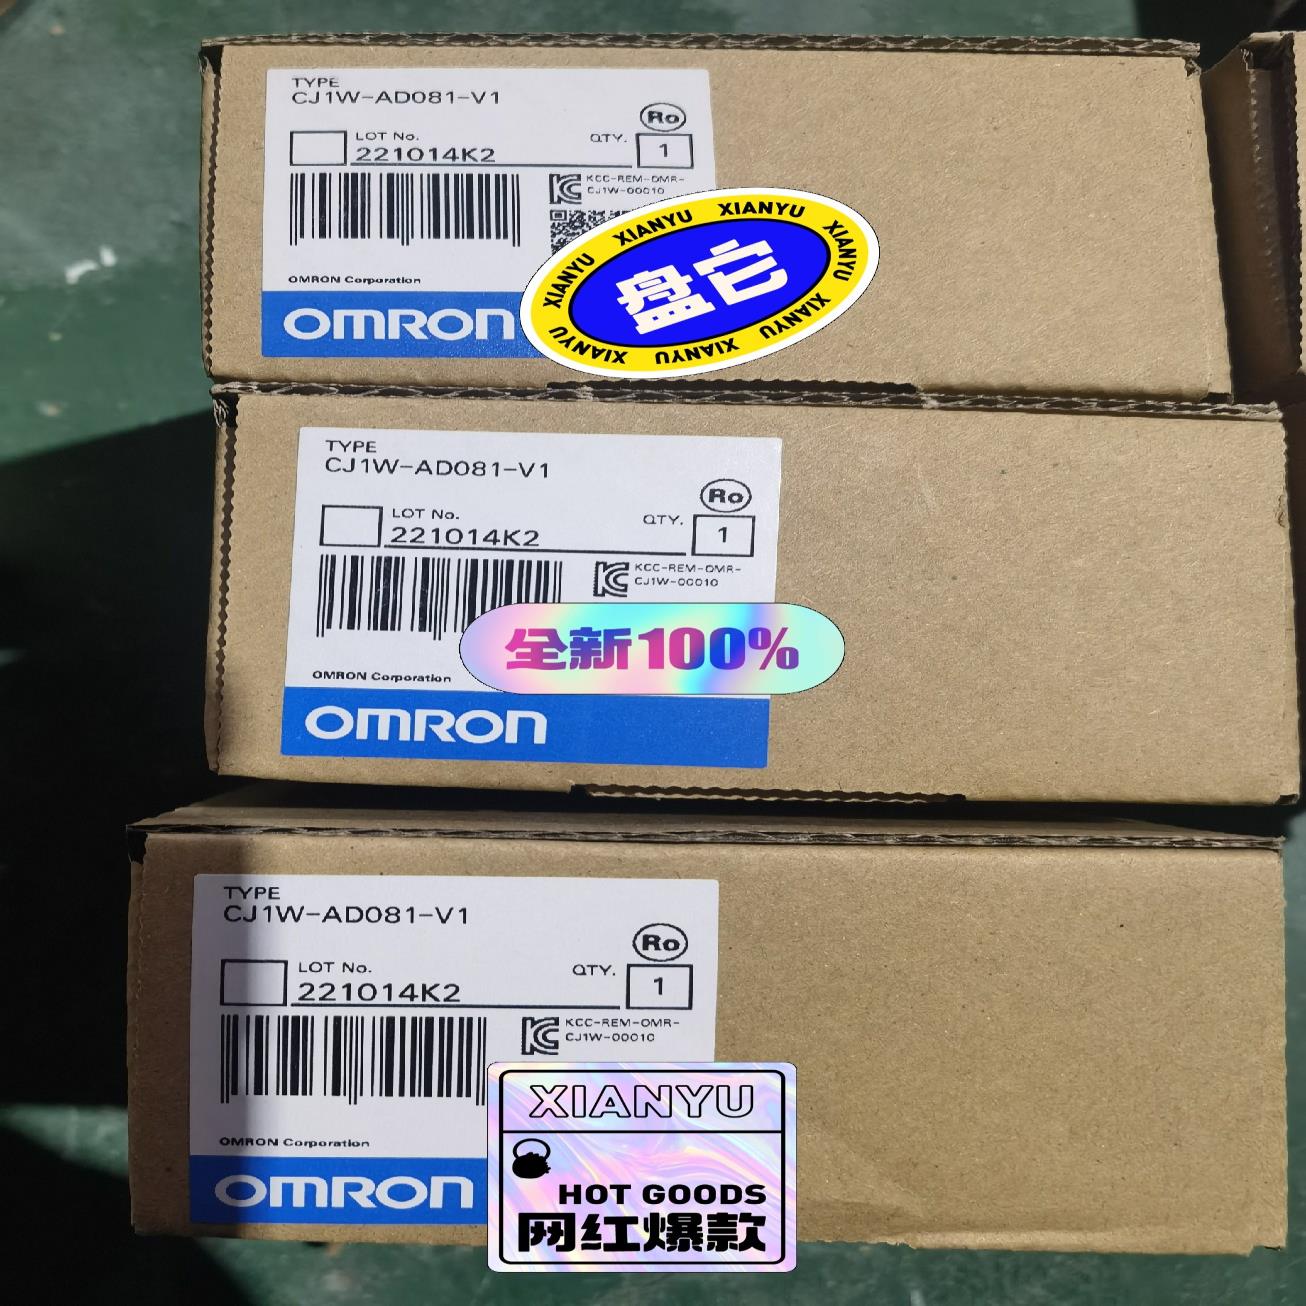 TYPE
CJ1W-AD081-V1
Ro
LOT No.
QTY.
221014K2
1
KCC-REM-OMR-
CJ1W-00010
OMRON Corporation
OMRON
XIANYU XIANYU XIANYU XIANYU XIANYU XIANYU XIANYU XIANYU
盘它
TYPE
CJ1W-AD081-V1
Ro
LOT No.
QTY.
221014K2
1
KCC-REM-OMR-
CJ1W-00010
全新100%
OMRON Corporation
OMRON
TYPE
CJ1W-AD081-V1
Ro
LOT No.
QTY.
221014K2
1
KCC-REM-OMR-
CJ1W-00010
OMRON Corporation
OMRON
XIANYU
HOT GOODS
网红爆款